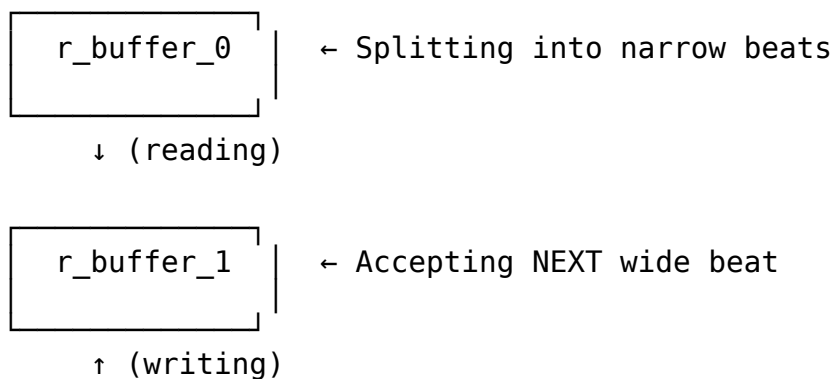 r_buffer_0 ← Splitting into narrow beats
↓ (reading)
r_buffer_1 ← Accepting NEXT wide beat
↑ (writing)